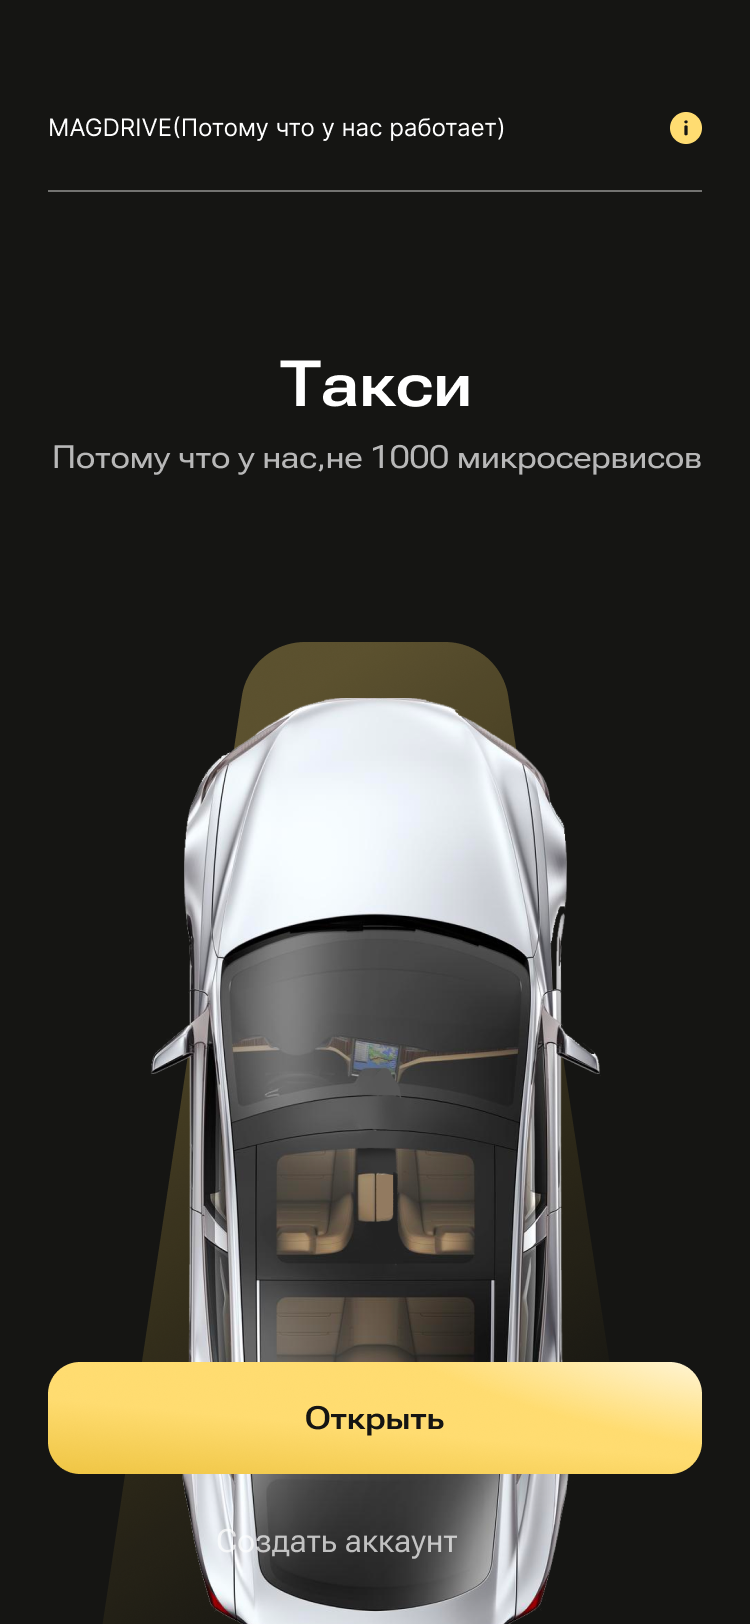 MAGDRIVE(Потому что у нас работает)
i
Такси
Потому что у нас,не 1000 микросервисов
Открыть
Создать аккаунт